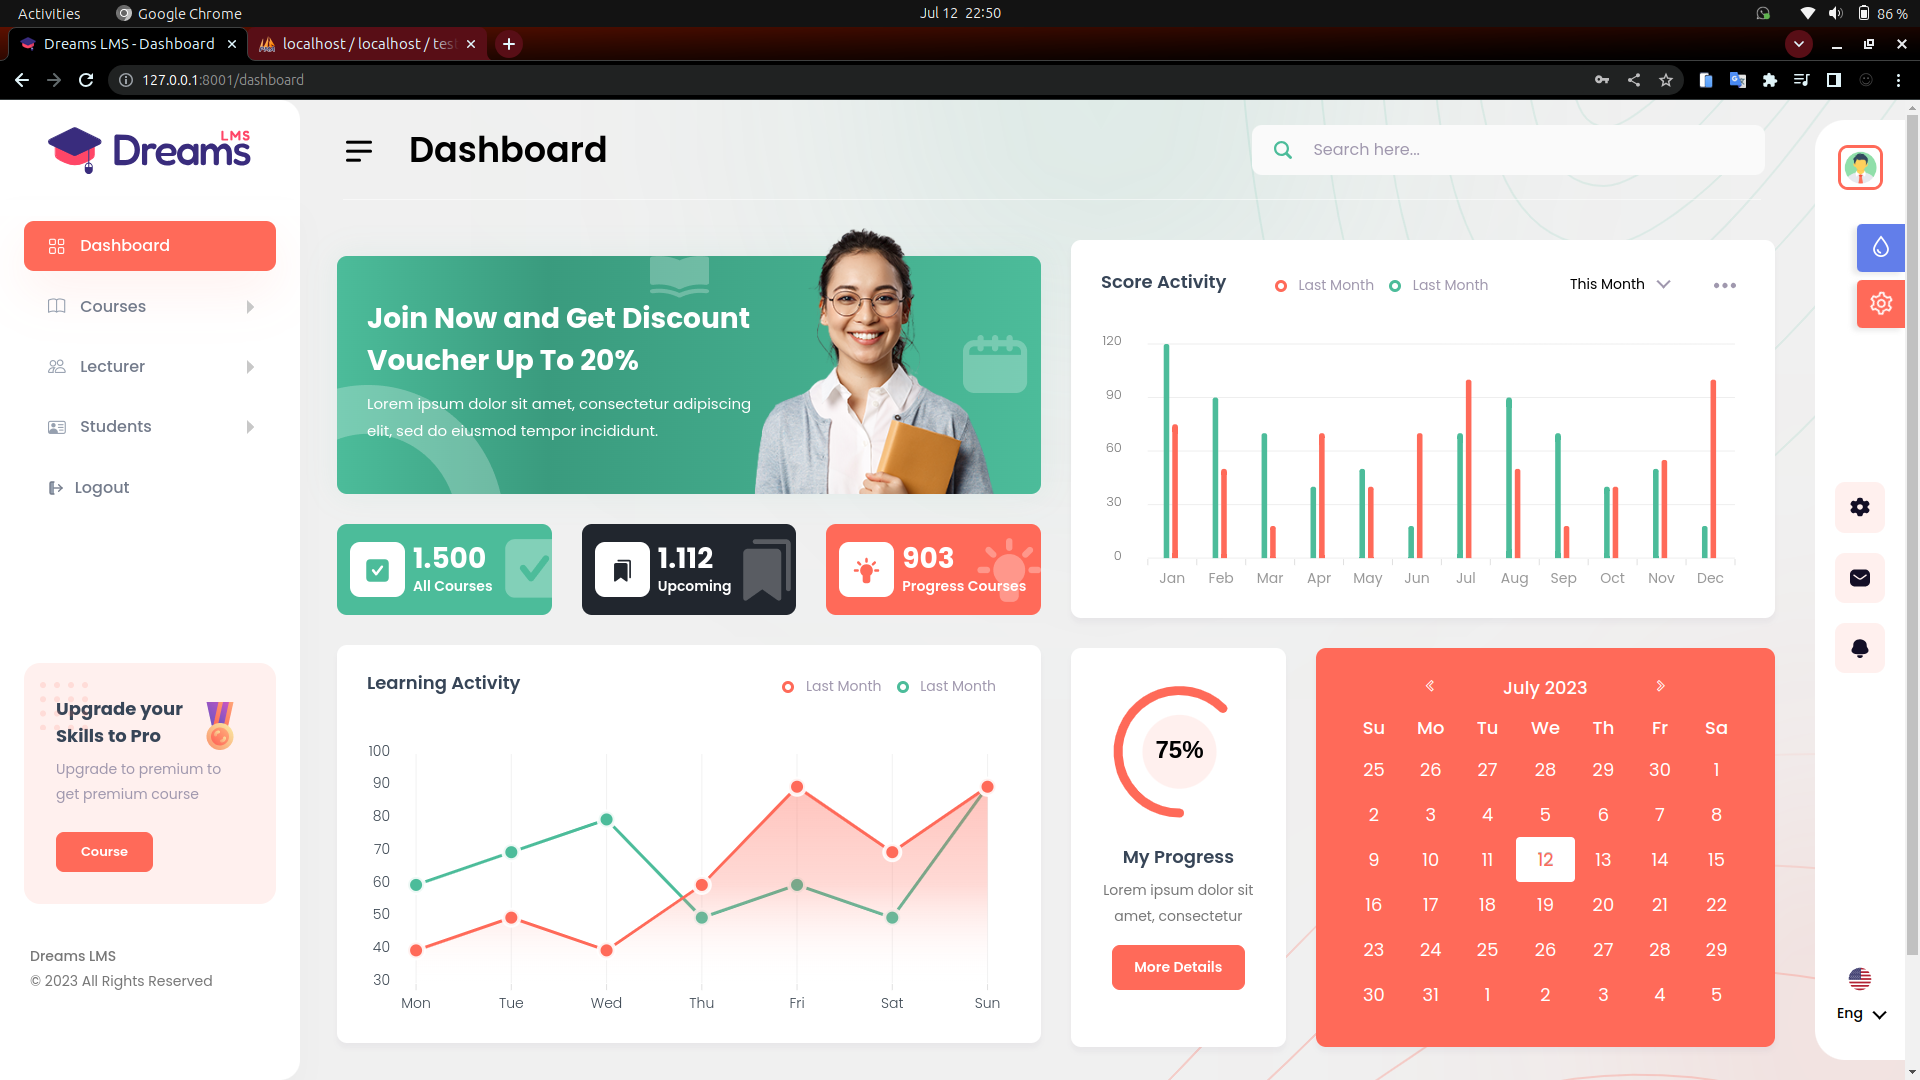 Activities
Google Chrome
Jul 12 22:50
86 %
Dreams LMS - Dashboard
localhost / localhost / tes
127.0.0.1:8001/dashboard
Dreams LMS
Dashboard
Search here...
Dashboard
Courses
Lecturer
Students
Logout
Upgrade your
Skills to Pro
Upgrade to premium to
get premium course
Course
Dreams LMS
© 2023 All Rights Reserved
Join Now and Get Discount
Voucher Up To 20%
Lorem ipsum dolor sit amet, consectetur adipiscing
elit, sed do eiusmod tempor incididunt.
1.500
All Courses
1.112
Upcoming
903
Progress Courses
Score Activity
Last Month
Last Month
This Month
120
90
60
30
0
Jan Feb Mar Apr May Jun Jul Aug Sep Oct Nov Dec
Learning Activity
Last Month
Last Month
100
90
80
70
60
50
40
30
Mon Tue Wed Thu Fri Sat Sun
75%
My Progress
Lorem ipsum dolor sit
amet, consectetur
More Details
July 2023
Su Mo Tu We Th Fr Sa
25 26 27 28 29 30 1
2 3 4 5 6 7 8
9 10 11 12 13 14 15
16 17 18 19 20 21 22
23 24 25 26 27 28 29
30 31 1 2 3 4 5
Eng